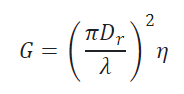 G = (πD_r / λ)² η